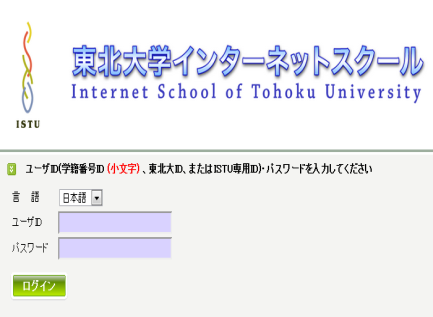 東北大学インターネットスクール
Internet School of Tohoku University
ISTU
ユーザID(学籍番号ID (小文字) 、東北大ID、またはISTU専用ID)・パスワードを入力してください
言 語 日本語
ユーザID
パスワード
ログイン